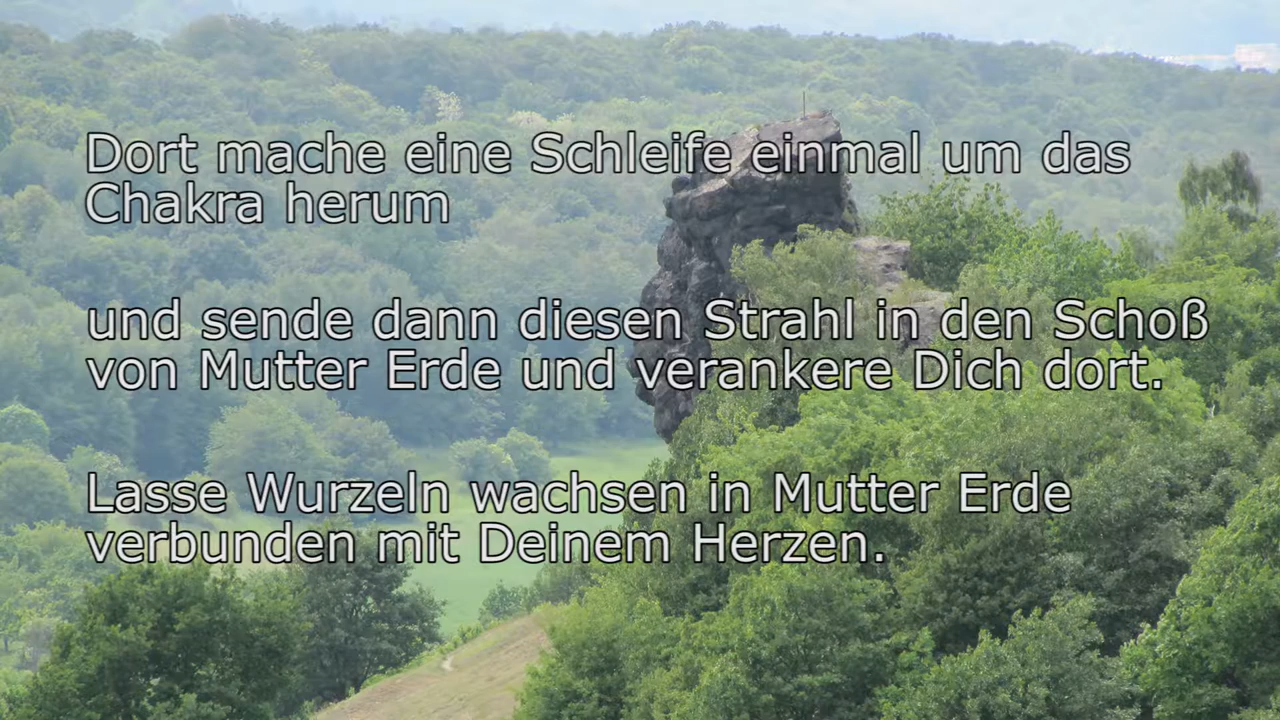 Dort mache eine Schleife einmal um das
Chakra herum
und sende dann diesen Strahl in den Schoß
von Mutter Erde und verankere Dich dort.
Lasse Wurzeln wachsen in Mutter Erde
verbunden mit Deinem Herzen.